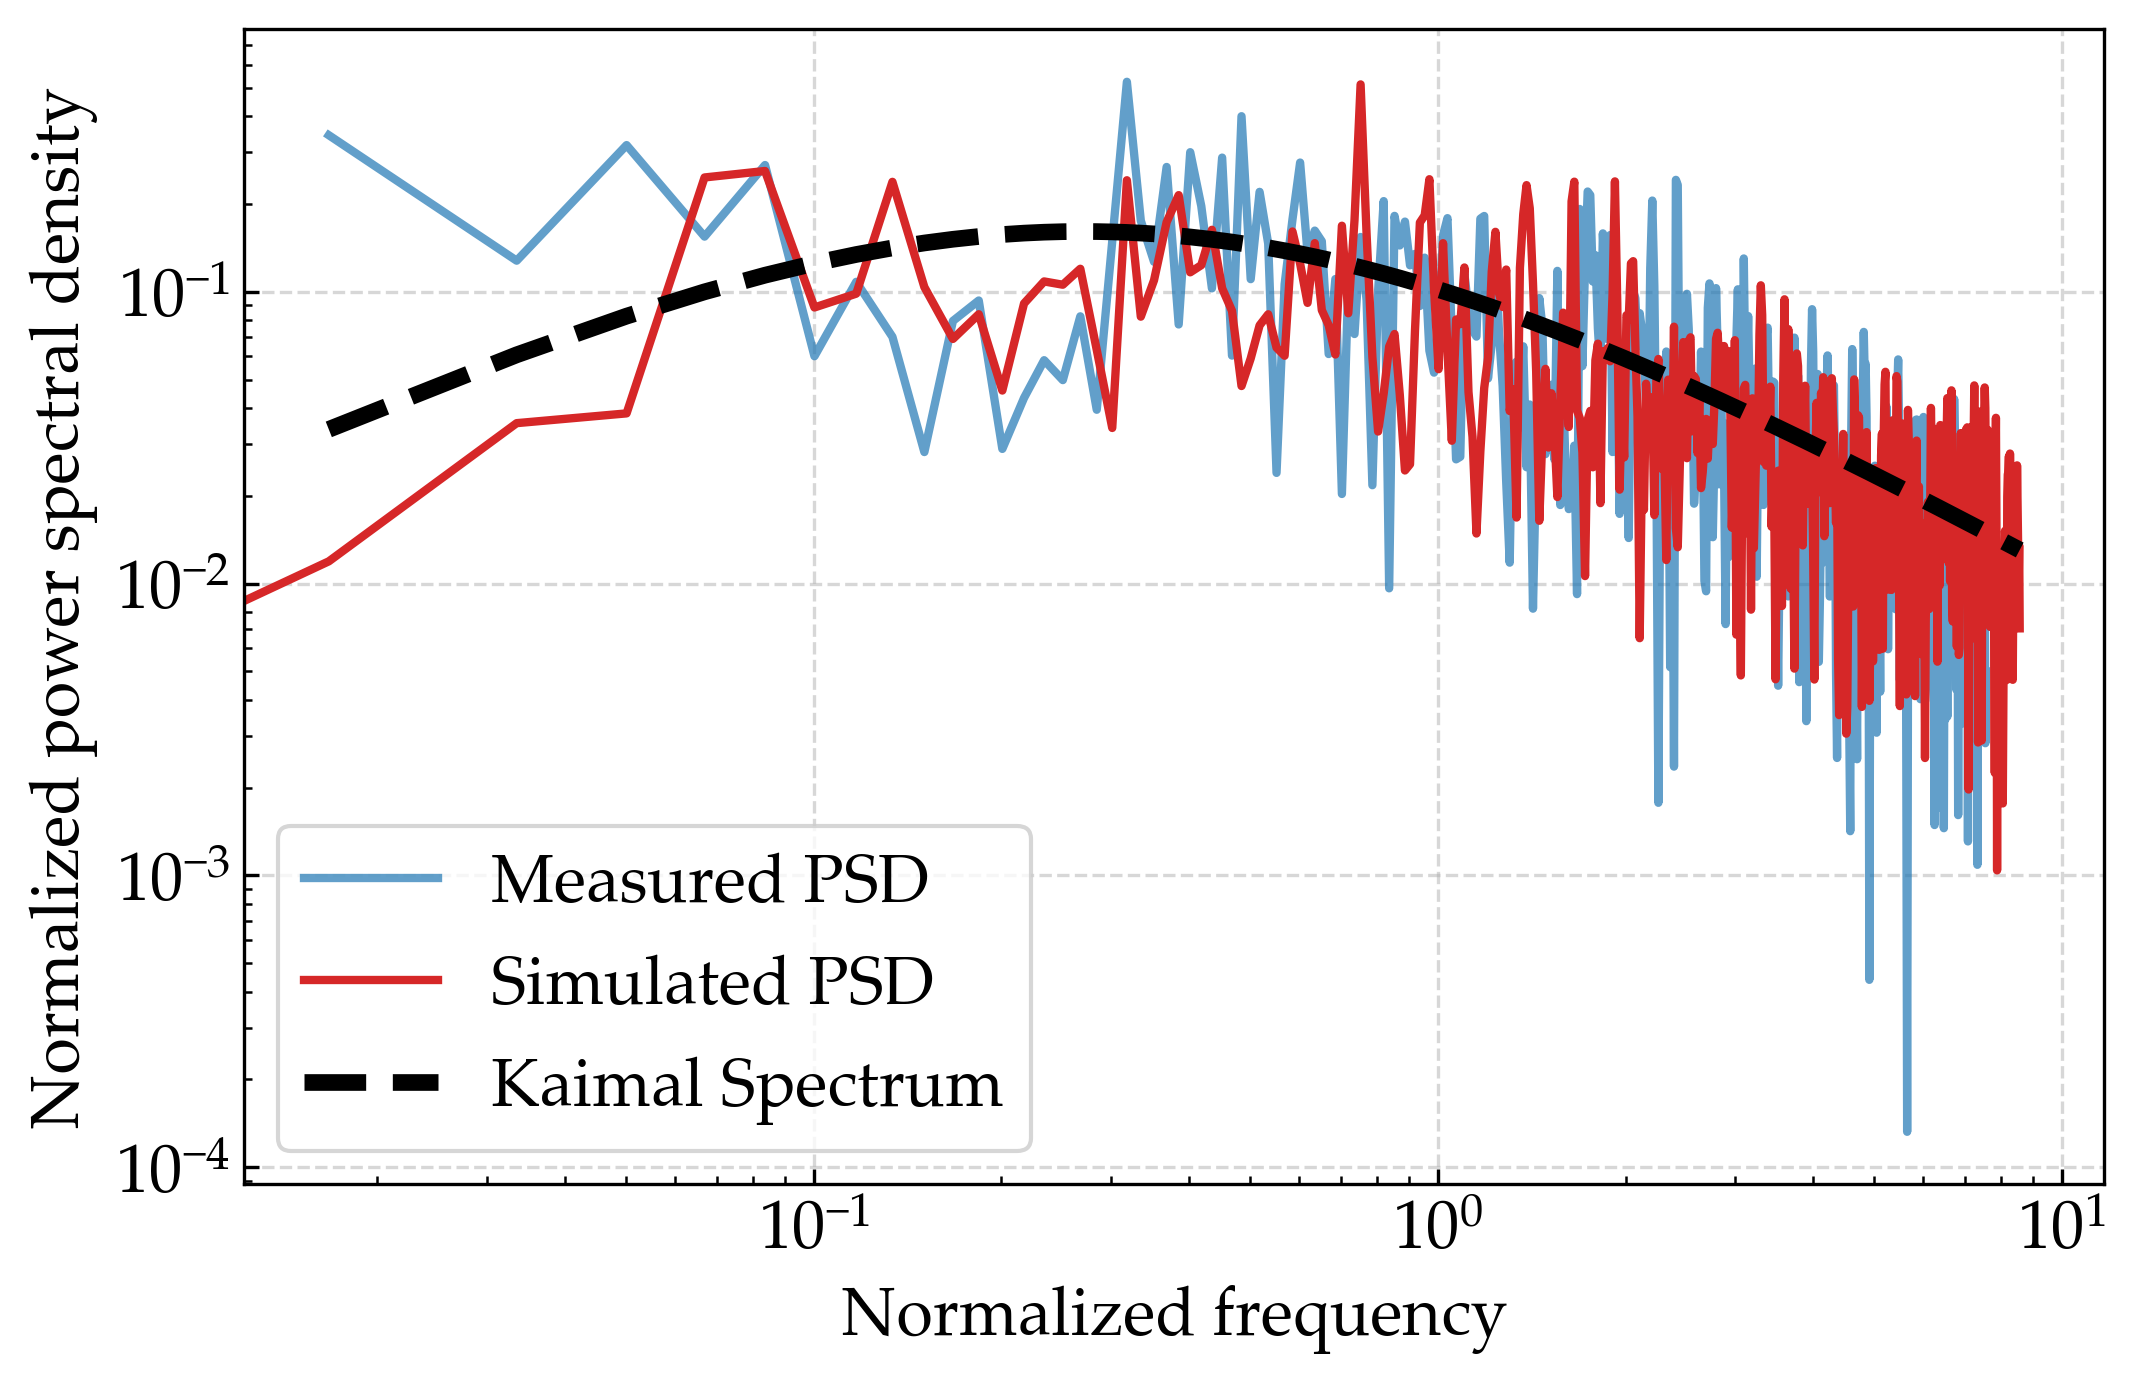 Normalized power spectral density
10⁻¹
10⁻²
10⁻³
10⁻⁴
Measured PSD
Simulated PSD
Kaimal Spectrum
10⁻¹
10⁰
10¹
Normalized frequency